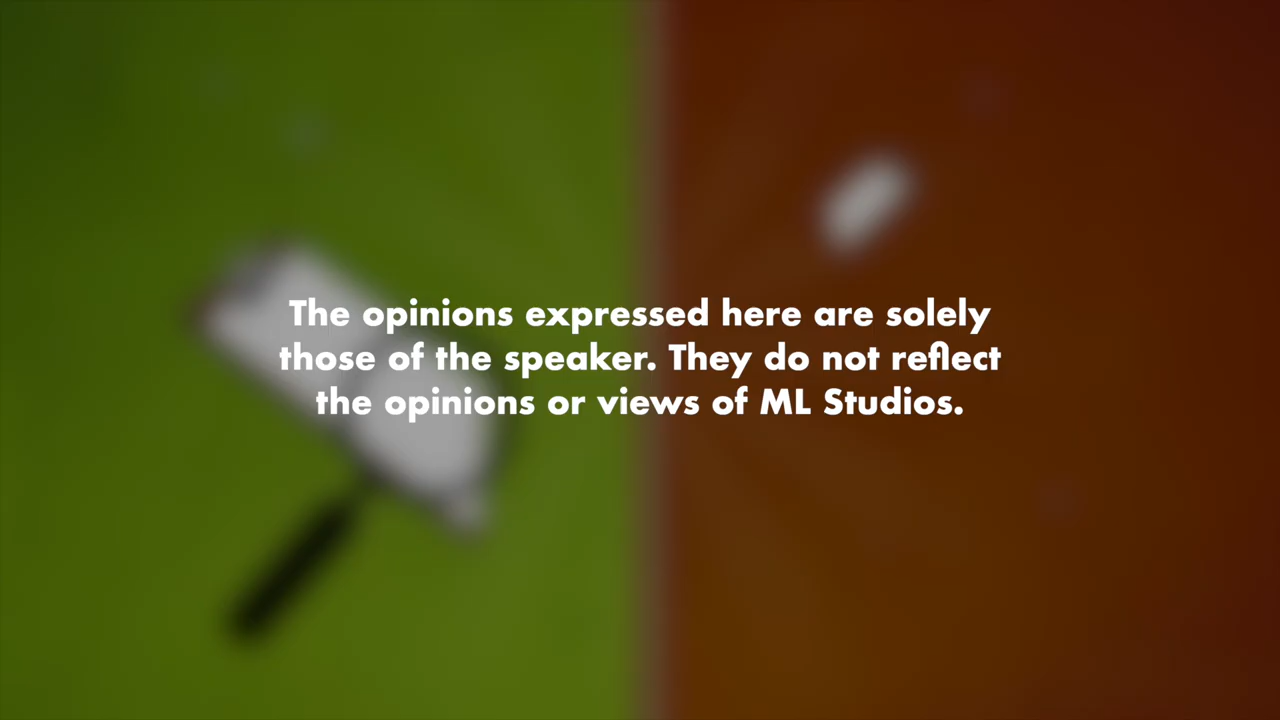 The opinions expressed here are solely
those of the speaker. They do not reflect
the opinions or views of ML Studios.